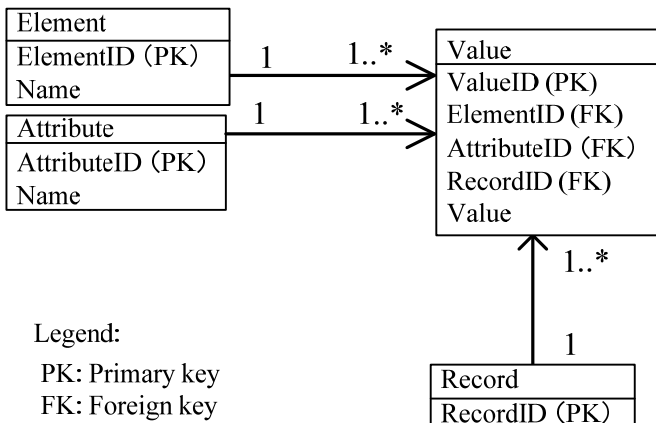 Element
ElementID (PK)
Name
1
1..*
Attribute
AttributeID (PK)
Name
1
1..*
Value
ValueID (PK)
ElementID (FK)
AttributeID (FK)
RecordID (FK)
Value
1..*
1
Legend:
PK: Primary key
FK: Foreign key
Record
RecordID (PK)